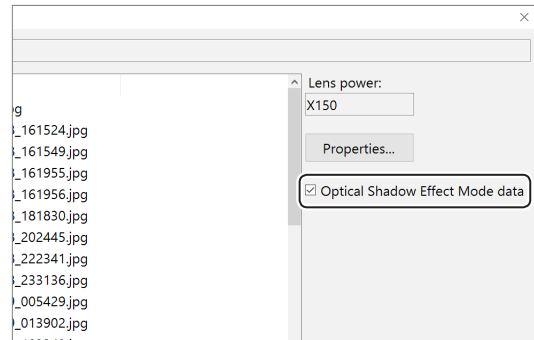 Lens power:
X150
Properties...
Optical Shadow Effect Mode data
g
_161524.jpg
_161549.jpg
_161955.jpg
_161956.jpg
_181830.jpg
_202445.jpg
_222341.jpg
_233136.jpg
_005429.jpg
_013902.jpg